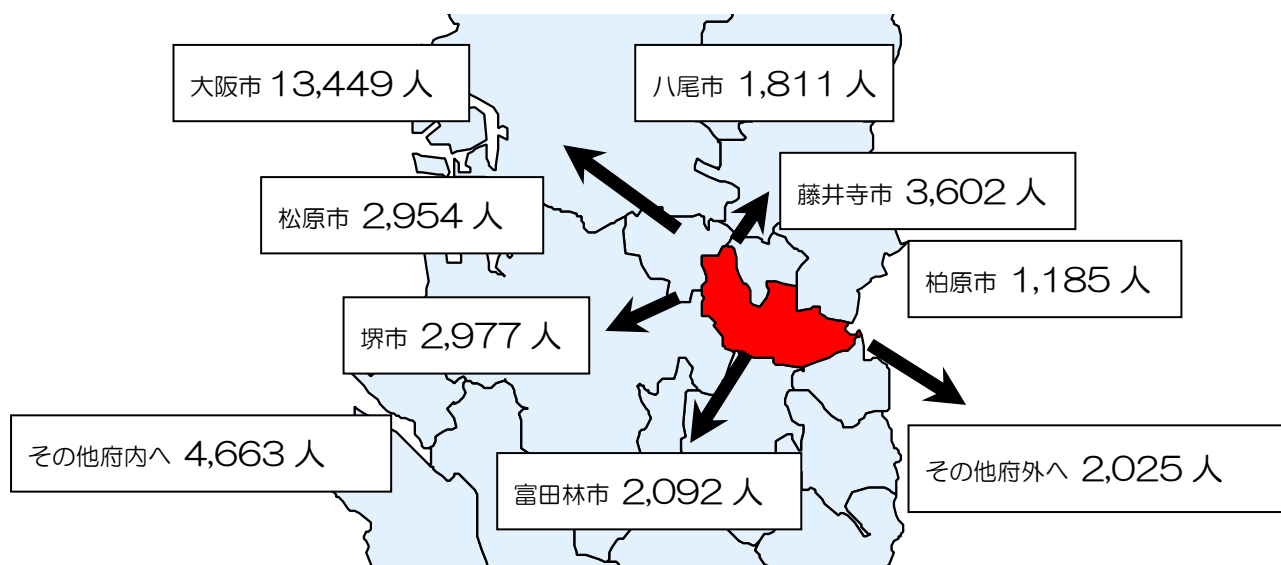 大阪市 13,449 人
八尾市 1,811 人
藤井寺市 3,602 人
松原市 2,954 人
柏原市 1,185 人
堺市 2,977 人
その他府内へ 4,663 人
富田林市 2,092 人
その他府外へ 2,025 人